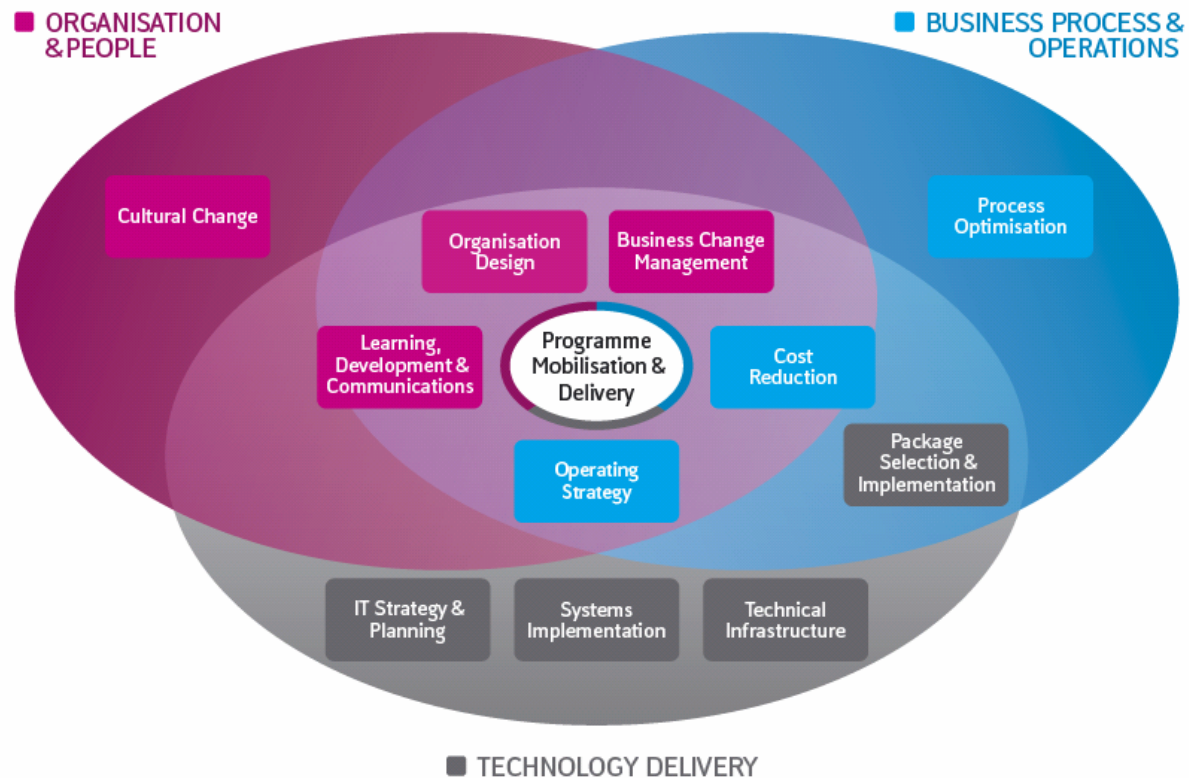 ORGANISATION
& PEOPLE
BUSINESS PROCESS &
OPERATIONS
Cultural Change
Process
Optimisation
Organisation
Design
Business Change
Management
Learning,
Development &
Communications
Programme
Mobilisation &
Delivery
Cost
Reduction
Package
Selection &
Implementation
Operating
Strategy
IT Strategy &
Planning
Systems
Implementation
Technical
Infrastructure
TECHNOLOGY DELIVERY